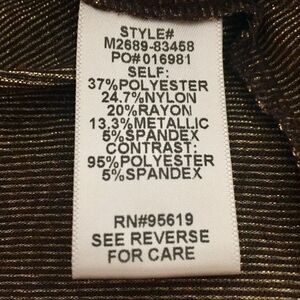 STYLE#
M2689-83468
PO#016981
SELF:
37%POLYESTER
24.7%NYLON
20%RAYON
13.3%METALLIC
5%SPANDEX
CONTRAST:
95%POLYESTER
5%SPANDEX
RN#95619
SEE REVERSE
FOR CARE